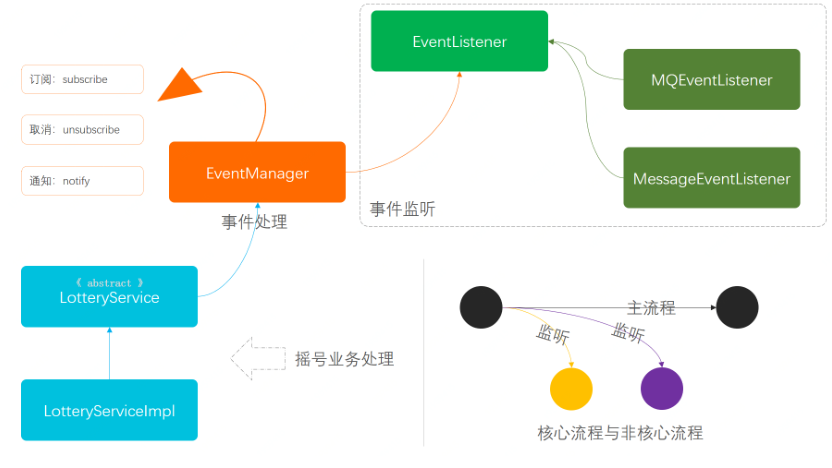 EventListener
订阅：subscribe
MQEventListener
取消：unsubscribe
EventManager
MessageEventListener
通知：notify
事件监听
事件处理
《 abstract 》
LotteryService
主流程
监听
监听
摇号业务处理
LotteryServiceImpl
核心流程与非核心流程